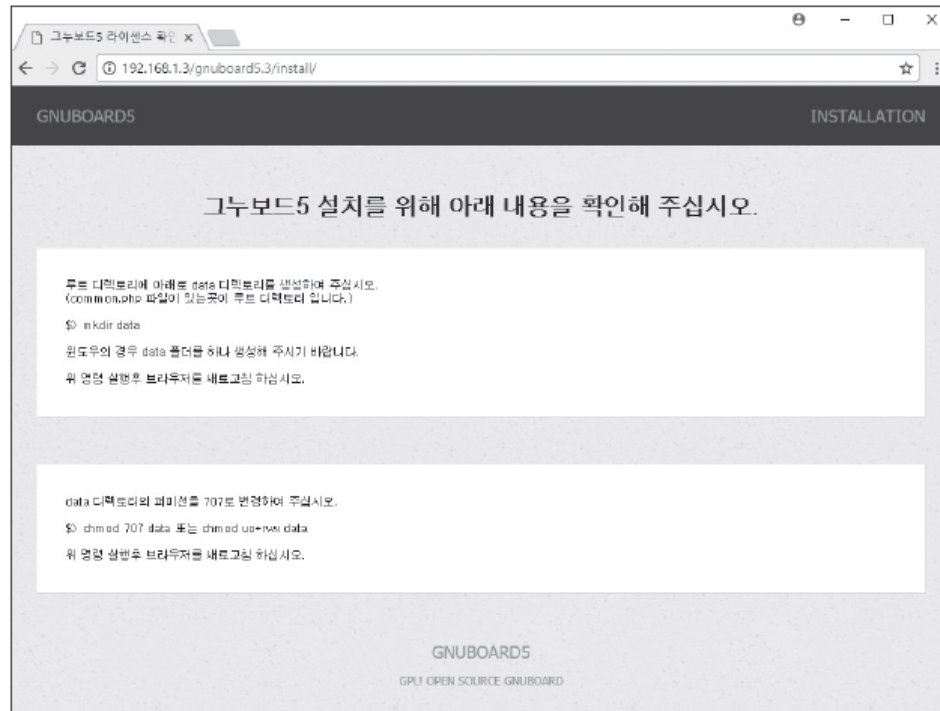 그누보드5 라이센스 확인
192.168.1.3/gnuboard5.3/install/
GNUBOARD5
INSTALLATION
그누보드5 설치를 위해 아래 내용을 확인해 주십시오.
루트 디렉토리에 아래로 data 디렉토리를 생성하여 주십시오.
(common.php 파일이 있는곳이 루트 디렉토리 입니다.)
$> mkdir data
윈도우의 경우 data 폴더를 하나 생성해 주시기 바랍니다.
위 명령 실행후 브라우저를 새로고침 하십시오.
data 디렉토리의 퍼미션을 707로 변경하여 주십시오.
$> chmod 707 data 또는 chmod uo+rwx data
위 명령 실행후 브라우저를 새로고침 하십시오.
GNUBOARD5
GPL! OPEN SOURCE GNUBOARD